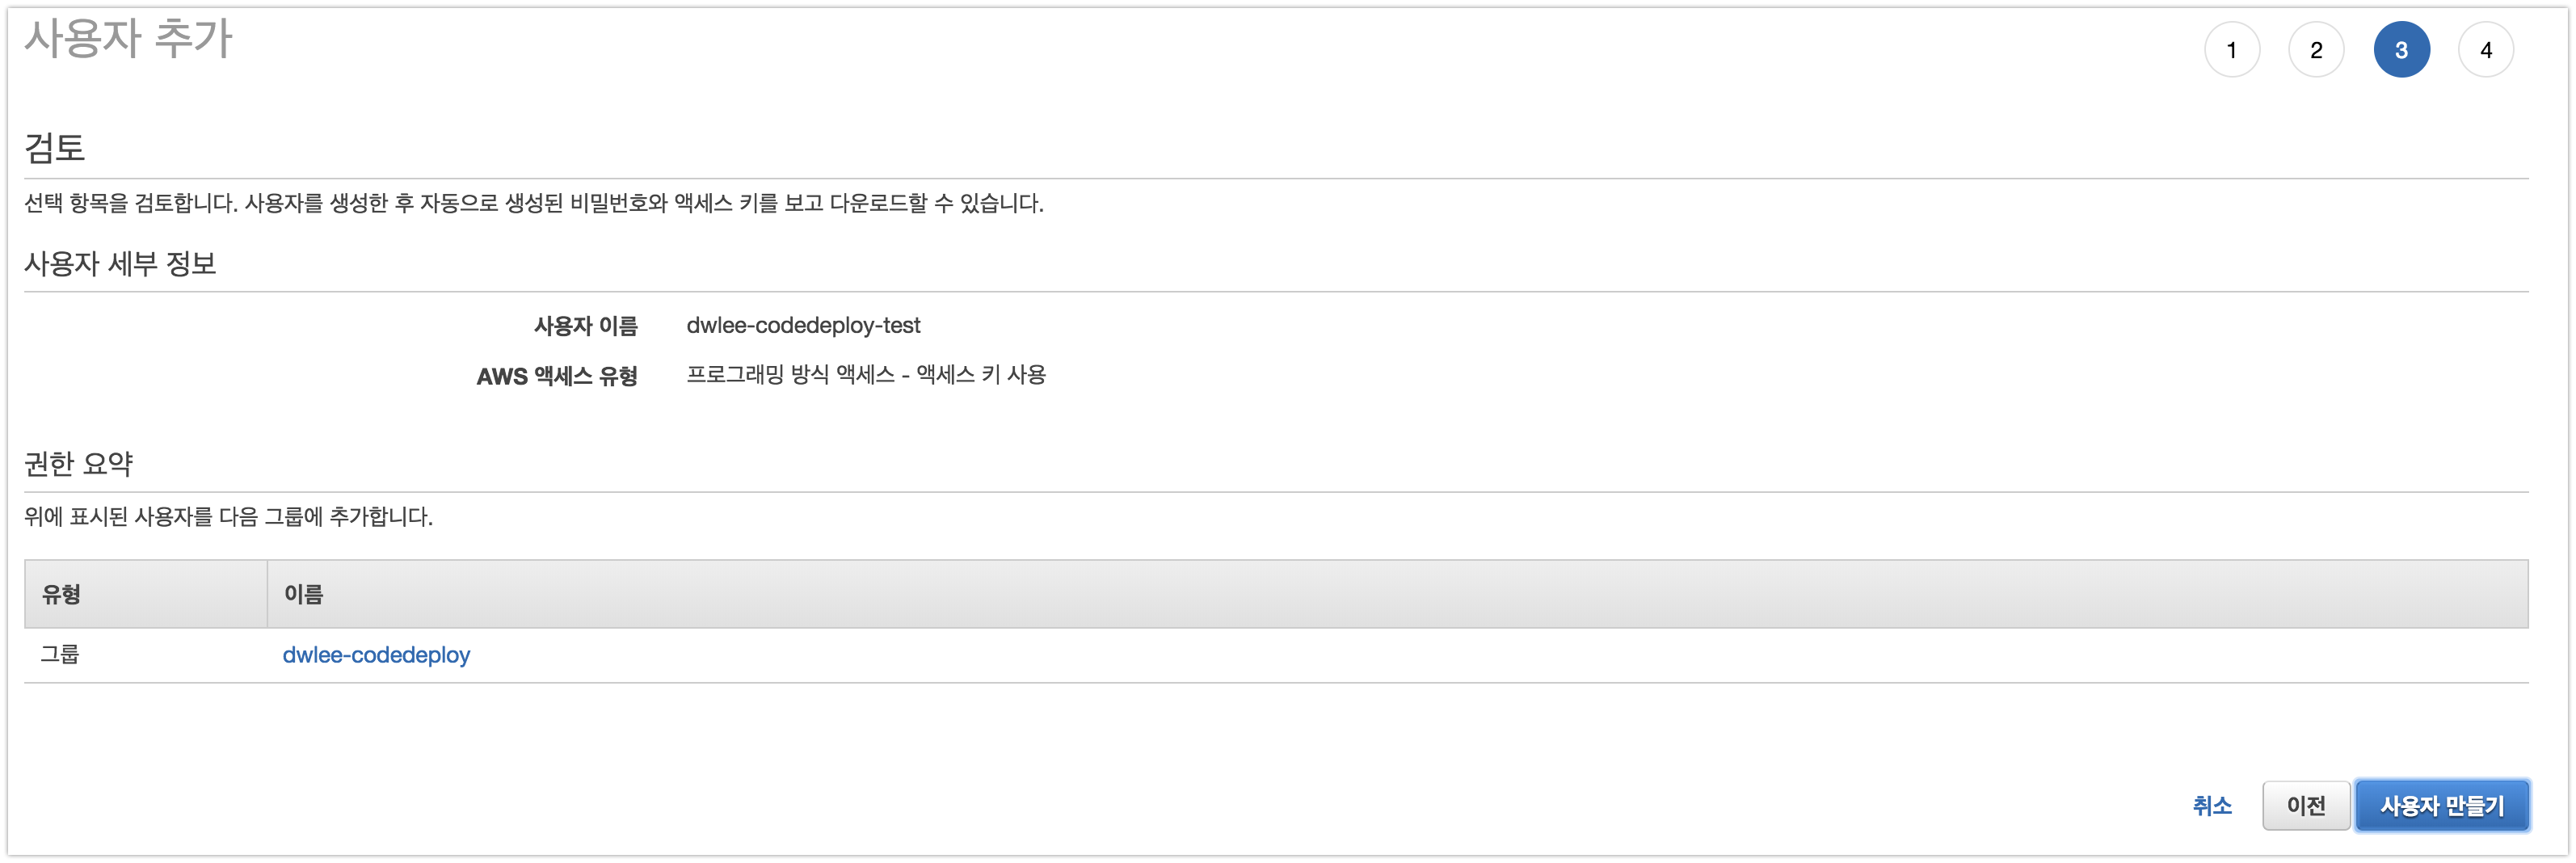 사용자 추가
1 2 3 4
검토
선택 항목을 검토합니다. 사용자를 생성한 후 자동으로 생성된 비밀번호와 액세스 키를 보고 다운로드할 수 있습니다.
사용자 세부 정보
사용자 이름 dwlee-codedeploy-test
AWS 액세스 유형 프로그래밍 방식 액세스 - 액세스 키 사용
권한 요약
위에 표시된 사용자를 다음 그룹에 추가합니다.
유형 이름
그룹 dwlee-codedeploy
취소 이전 사용자 만들기